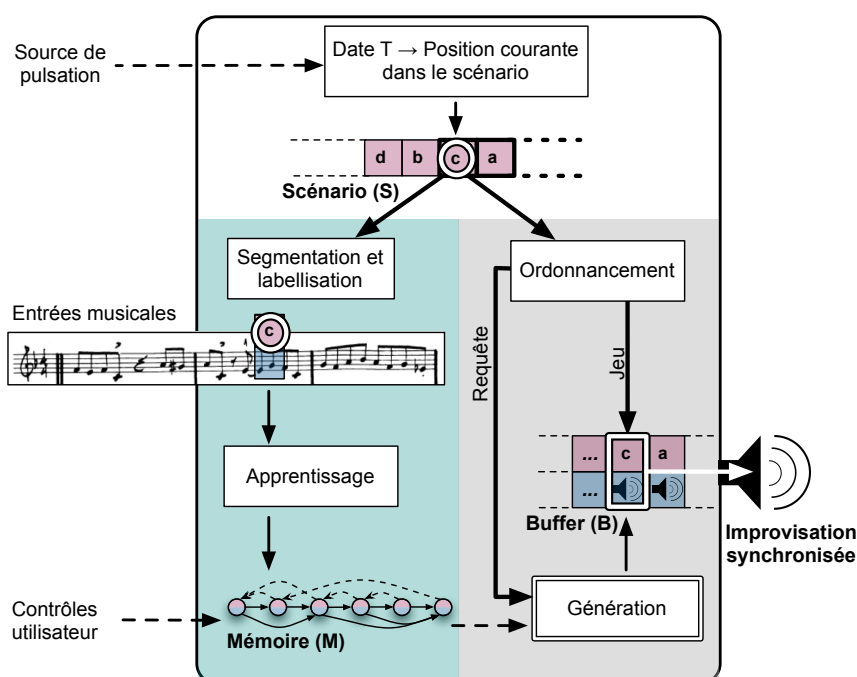 Date T → Position courante
dans le scénario
Source de
pulsation
d b c a
Scénario (S)
Segmentation et
labellisation
Ordonnancement
Entrées musicales
c
Requête
Jeu
... c a
...
Apprentissage
Buffer (B)
Improvisation
synchronisée
Contrôles
utilisateur
Mémoire (M)
Génération